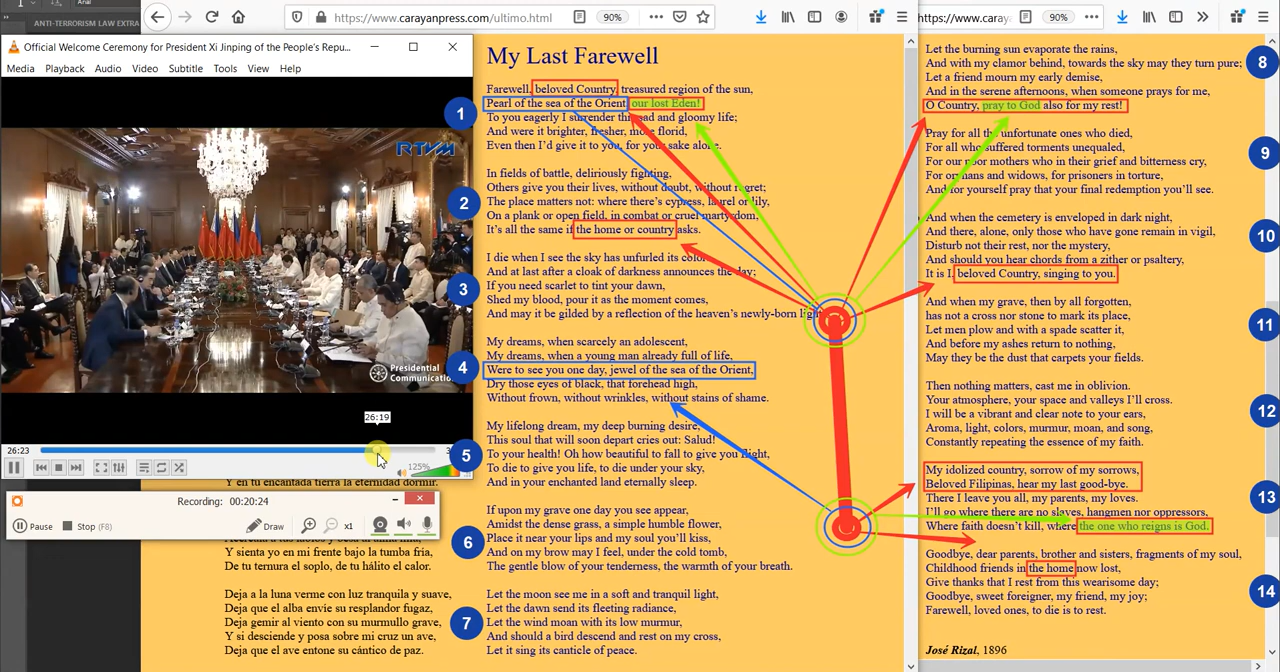 Arial
ANTI-TERRORISM LAW EXTRA
https://www.carayanpress.com/ultimo.html
90%
https://www.caraya
90%
Official Welcome Ceremony for President Xi Jinping of the People's Repu...
Media Playback Audio Video Subtitle Tools View Help
RTVM
Presidential
Communica
26:19
26:23
125%
Recording: 00:20:24
Pause Stop (F8) Draw x1
En tu encantada tierra la eternidad dormir.
Y sienta yo en mi frente bajo la tumba fría,
De tu ternura el soplo, de tu hálito el calor.
Deja a la luna verme con luz tranquila y suave,
Deja que el alba envíe su resplandor fugaz,
Deja gemir al viento con su murmullo grave,
Y si desciende y posa sobre mi cruz un ave,
Deja que el ave entone su cántico de paz.
My Last Farewell
1
Farewell, beloved Country, treasured region of the sun,
Pearl of the sea of the Orient, our lost Eden!
To you eagerly I surrender this sad and gloomy life;
And were it brighter, fresher, more florid,
Even then I'd give it to you, for your sake alone.
2
In fields of battle, deliriously fighting,
Others give you their lives, without doubt, without regret;
The place matters not: where there's cypress, laurel or lily,
On a plank or open field, in combat or cruel martyrdom,
It's all the same if the home or country asks.
3
I die when I see the sky has unfurled its colors
And at last after a cloak of darkness announces the day;
If you need scarlet to tint your dawn,
Shed my blood, pour it as the moment comes,
And may it be gilded by a reflection of the heaven's newly-born light
4
My dreams, when scarcely an adolescent,
My dreams, when a young man already full of life,
Were to see you one day, jewel of the sea of the Orient,
Dry those eyes of black, that forehead high,
Without frown, without wrinkles, without stains of shame.
5
My lifelong dream, my deep burning desire,
This soul that will soon depart cries out: Salud!
To your health! Oh how beautiful to fall to give you flight,
To die to give you life, to die under your sky,
And in your enchanted land eternally sleep.
6
If upon my grave one day you see appear,
Amidst the dense grass, a simple humble flower,
Place it near your lips and my soul you'll kiss,
And on my brow may I feel, under the cold tomb,
The gentle blow of your tenderness, the warmth of your breath.
7
Let the moon see me in a soft and tranquil light,
Let the dawn send its fleeting radiance,
Let the wind moan with its low murmur,
And should a bird descend and rest on my cross,
Let it sing its canticle of peace.
8
Let the burning sun evaporate the rains,
And with my clamor behind, towards the sky may they turn pure;
Let a friend mourn my early demise,
And in the serene afternoons, when someone prays for me,
O Country, pray to God also for my rest!
9
Pray for all the unfortunate ones who died,
For all who suffered torments unequaled,
For our poor mothers who in their grief and bitterness cry,
For orphans and widows, for prisoners in torture,
And for yourself pray that your final redemption you'll see.
10
And when the cemetery is enveloped in dark night,
And there, alone, only those who have gone remain in vigil,
Disturb not their rest, nor the mystery,
And should you hear chords from a zither or psaltery,
It is I, beloved Country, singing to you.
11
And when my grave, then by all forgotten,
has not a cross nor stone to mark its place,
Let men plow and with a spade scatter it,
And before my ashes return to nothing,
May they be the dust that carpets your fields.
12
Then nothing matters, cast me in oblivion.
Your atmosphere, your space and valleys I'll cross.
I will be a vibrant and clear note to your ears,
Aroma, light, colors, murmur, moan, and song,
Constantly repeating the essence of my faith.
13
My idolized country, sorrow of my sorrows,
Beloved Filipinas, hear my last good-bye.
There I leave you all, my parents, my loves.
I'll go where there are no slaves, hangmen nor oppressors,
Where faith doesn't kill, where the one who reigns is God.
14
Goodbye, dear parents, brother and sisters, fragments of my soul,
Childhood friends in the home now lost,
Give thanks that I rest from this wearisome day;
Goodbye, sweet foreigner, my friend, my joy;
Farewell, loved ones, to die is to rest.
José Rizal, 1896